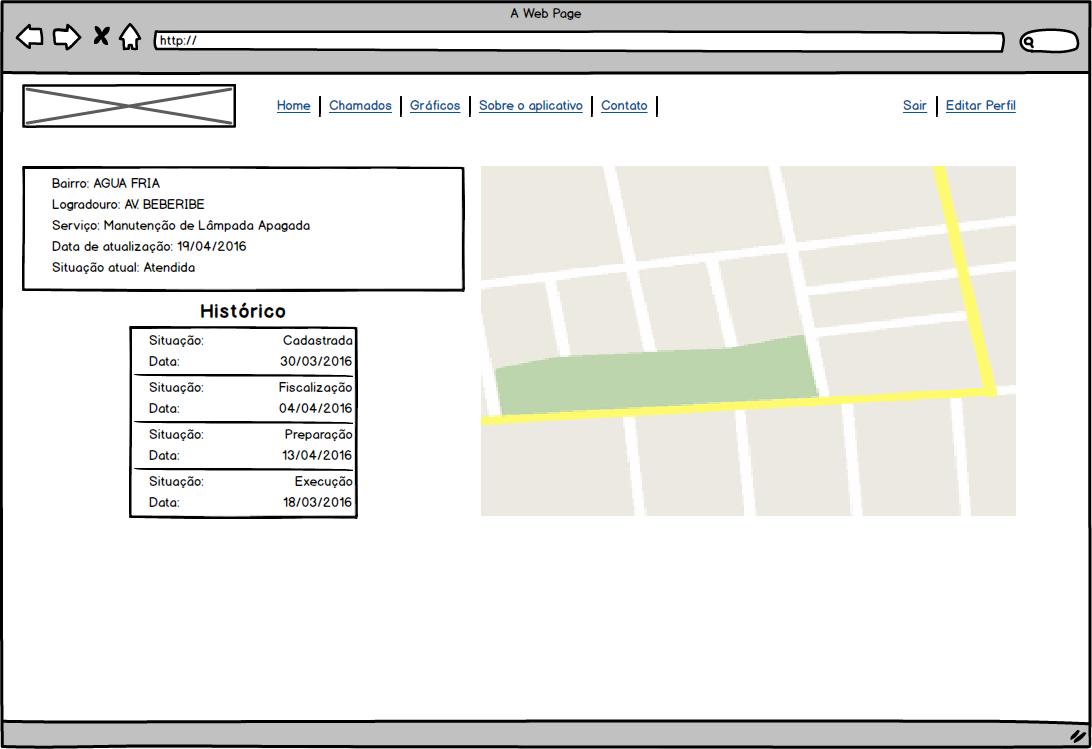 A Web Page
http://
Home Chamados Gráficos Sobre o aplicativo Contato Sair Editar Perfil
Bairro: AGUA FRIA
Logradouro: AV. BEBERIBE
Serviço: Manutenção de Lâmpada Apagada
Data de atualização: 19/04/2016
Situação atual: Atendida
Histórico
Situação: Cadastrada
Data: 30/03/2016
Situação: Fiscalização
Data: 04/04/2016
Situação: Preparação
Data: 13/04/2016
Situação: Execução
Data: 18/03/2016